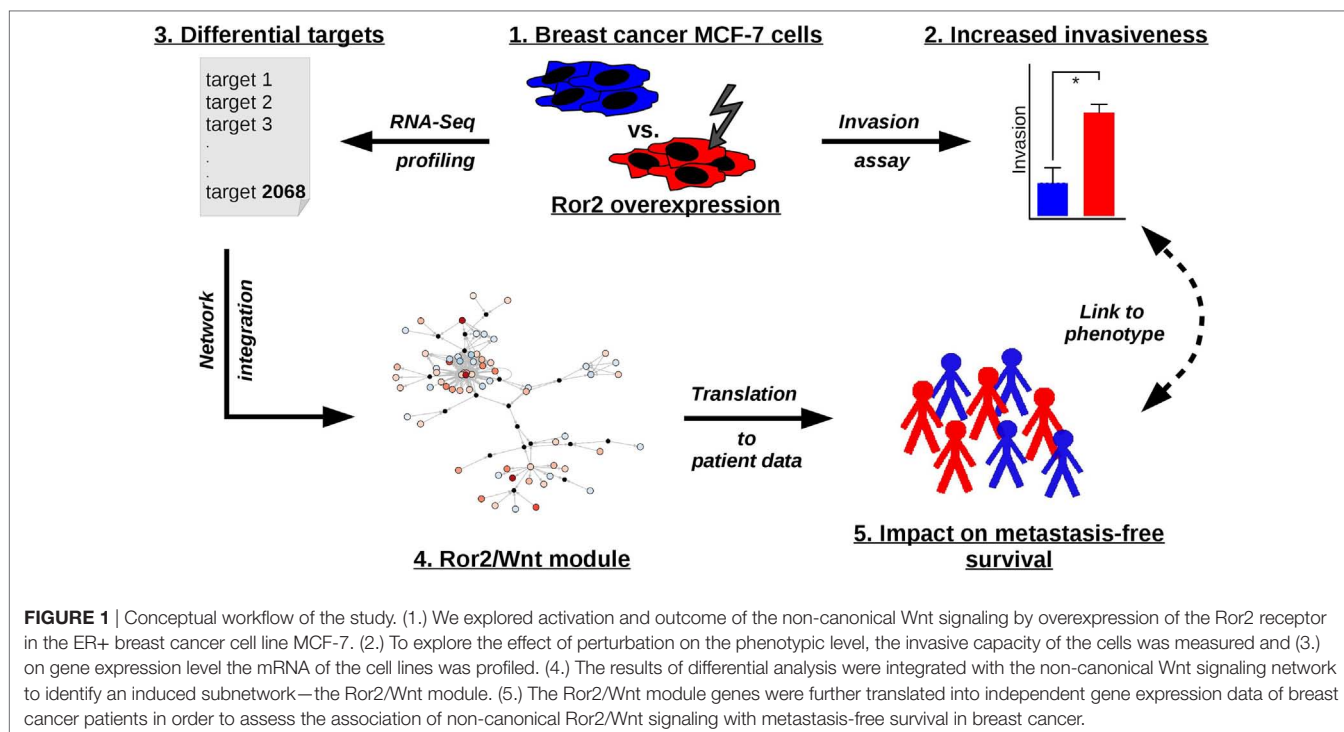 3. Differential targets
1. Breast cancer MCF-7 cells
2. Increased invasiveness
target 1
target 2
target 3
.
.
.
target 2068
RNA-Seq
profiling
vs.
Ror2 overexpression
Invasion
assay
Invasion
*
Network
integration
4. Ror2/Wnt module
Translation
to
patient data
Link to
phenotype
5. Impact on metastasis-free
survival
FIGURE 1 | Conceptual workflow of the study. (1.) We explored activation and outcome of the non-canonical Wnt signaling by overexpression of the Ror2 receptor
in the ER+ breast cancer cell line MCF-7. (2.) To explore the effect of perturbation on the phenotypic level, the invasive capacity of the cells was measured and (3.)
on gene expression level the mRNA of the cell lines was profiled. (4.) The results of differential analysis were integrated with the non-canonical Wnt signaling network
to identify an induced subnetwork—the Ror2/Wnt module. (5.) The Ror2/Wnt module genes were further translated into independent gene expression data of breast
cancer patients in order to assess the association of non-canonical Ror2/Wnt signaling with metastasis-free survival in breast cancer.